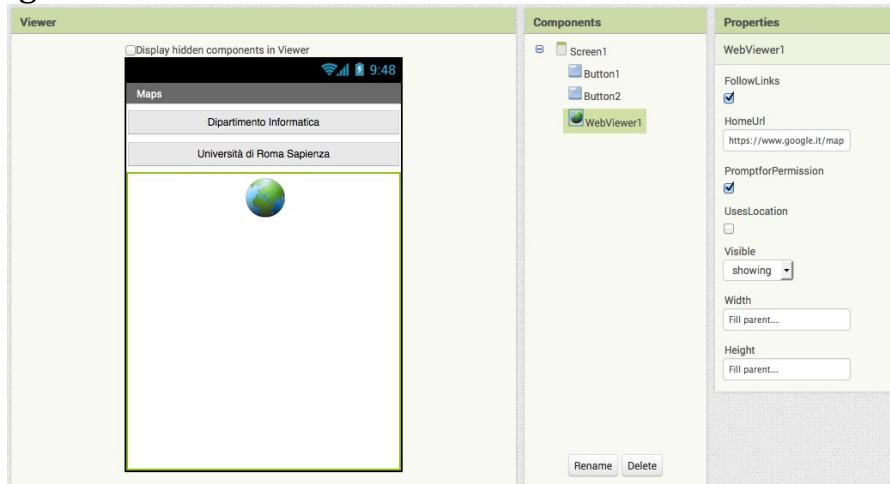 Viewer
Display hidden components in Viewer
9:48
Maps
Dipartimento Informatica
Università di Roma Sapienza
Components
Screen1
Button1
Button2
WebViewer1
Rename Delete
Properties
WebViewer1
FollowLinks
HomeUrl
https://www.google.it/map
PromptforPermission
UsesLocation
Visible
showing
Width
Fill parent...
Height
Fill parent...